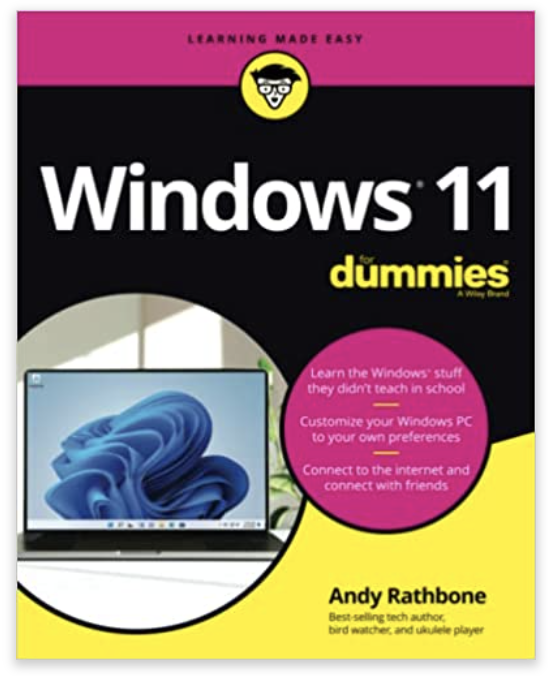 LEARNING MADE EASY
Windows® 11
for
dummies™
A Wiley Brand
Learn the Windows® stuff
they didn't teach in school
Customize your Windows PC
to your own preferences
Connect to the internet and
connect with friends
Andy Rathbone
Best-selling tech author,
bird watcher, and ukulele player